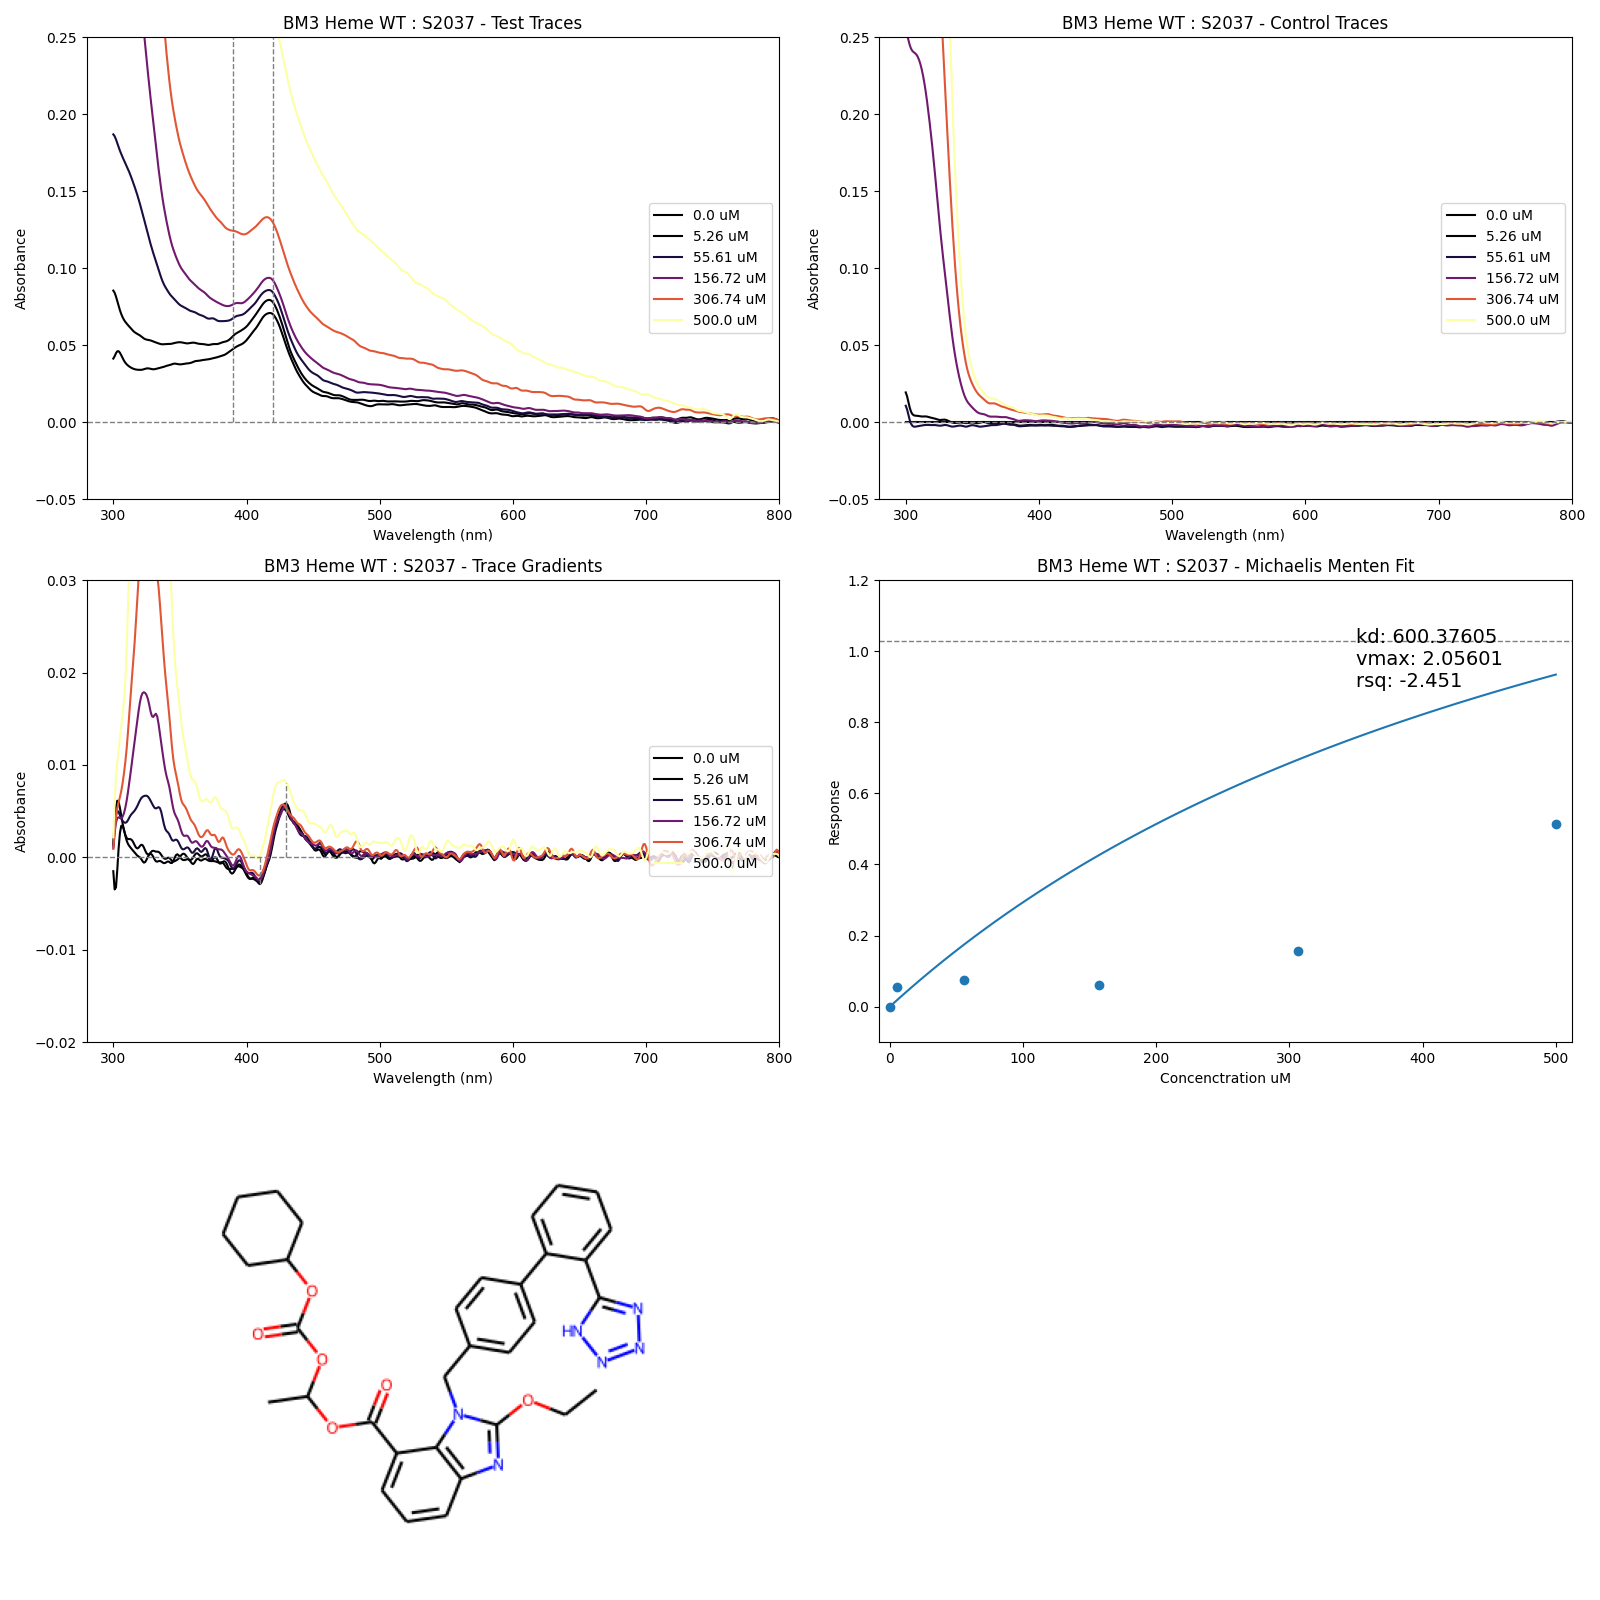 BM3 Heme WT : S2037 - Test Traces
0.25
0.20
0.15
0.10
0.05
0.00
−0.05
Absorbance
300 400 500 600 700 800
Wavelength (nm)
0.0 uM
5.26 uM
55.61 uM
156.72 uM
306.74 uM
500.0 uM
BM3 Heme WT : S2037 - Control Traces
0.25
0.20
0.15
0.10
0.05
0.00
−0.05
Absorbance
300 400 500 600 700 800
Wavelength (nm)
0.0 uM
5.26 uM
55.61 uM
156.72 uM
306.74 uM
500.0 uM
BM3 Heme WT : S2037 - Trace Gradients
0.03
0.02
0.01
0.00
−0.01
−0.02
Absorbance
300 400 500 600 700 800
Wavelength (nm)
0.0 uM
5.26 uM
55.61 uM
156.72 uM
306.74 uM
500.0 uM
BM3 Heme WT : S2037 - Michaelis Menten Fit
1.2
1.0
0.8
0.6
0.4
0.2
0.0
Response
0 100 200 300 400 500
Concenctration uM
kd: 600.37605
vmax: 2.05601
rsq: -2.451
O
O
O
O
O
N
N
O
HN
N
N
N